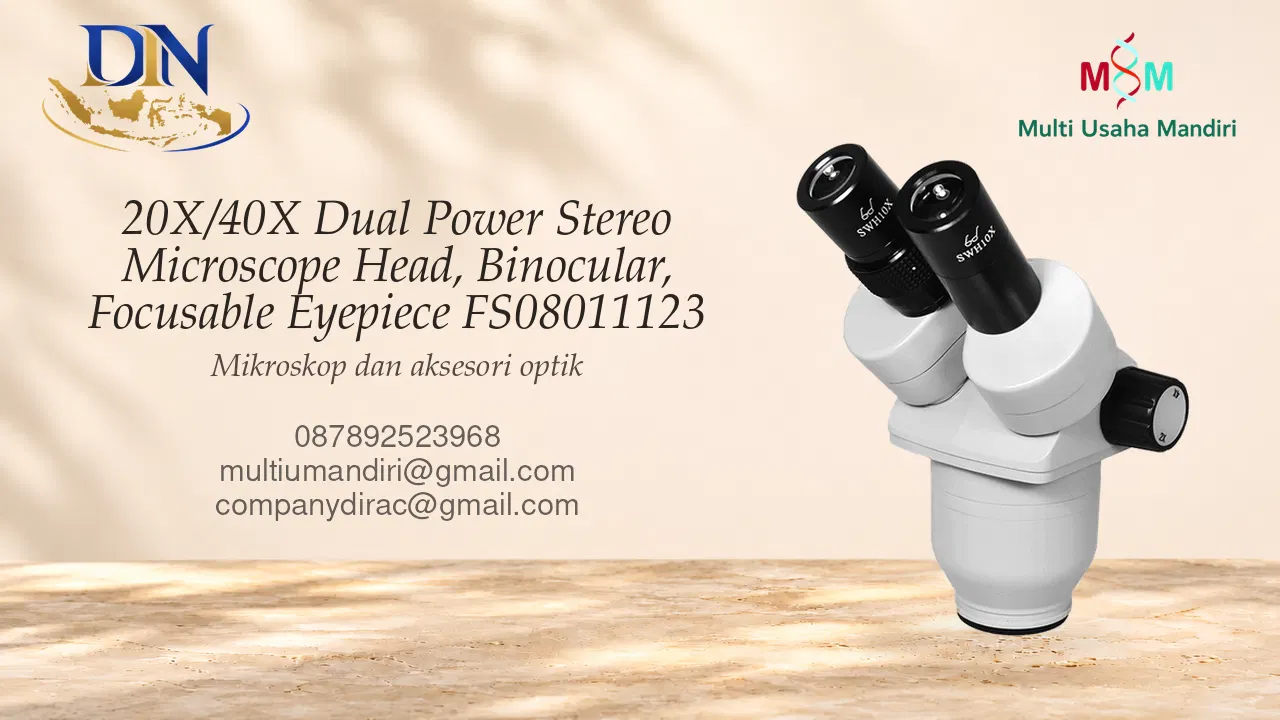 DIN
MSM
Multi Usaha Mandiri
20X/40X Dual Power Stereo
Microscope Head, Binocular,
Focusable Eyepiece FS08011123
Mikroskop dan aksesori optik
087892523968
multiumandiri@gmail.com
companydirac@gmail.com
SWH10X
SWH10X